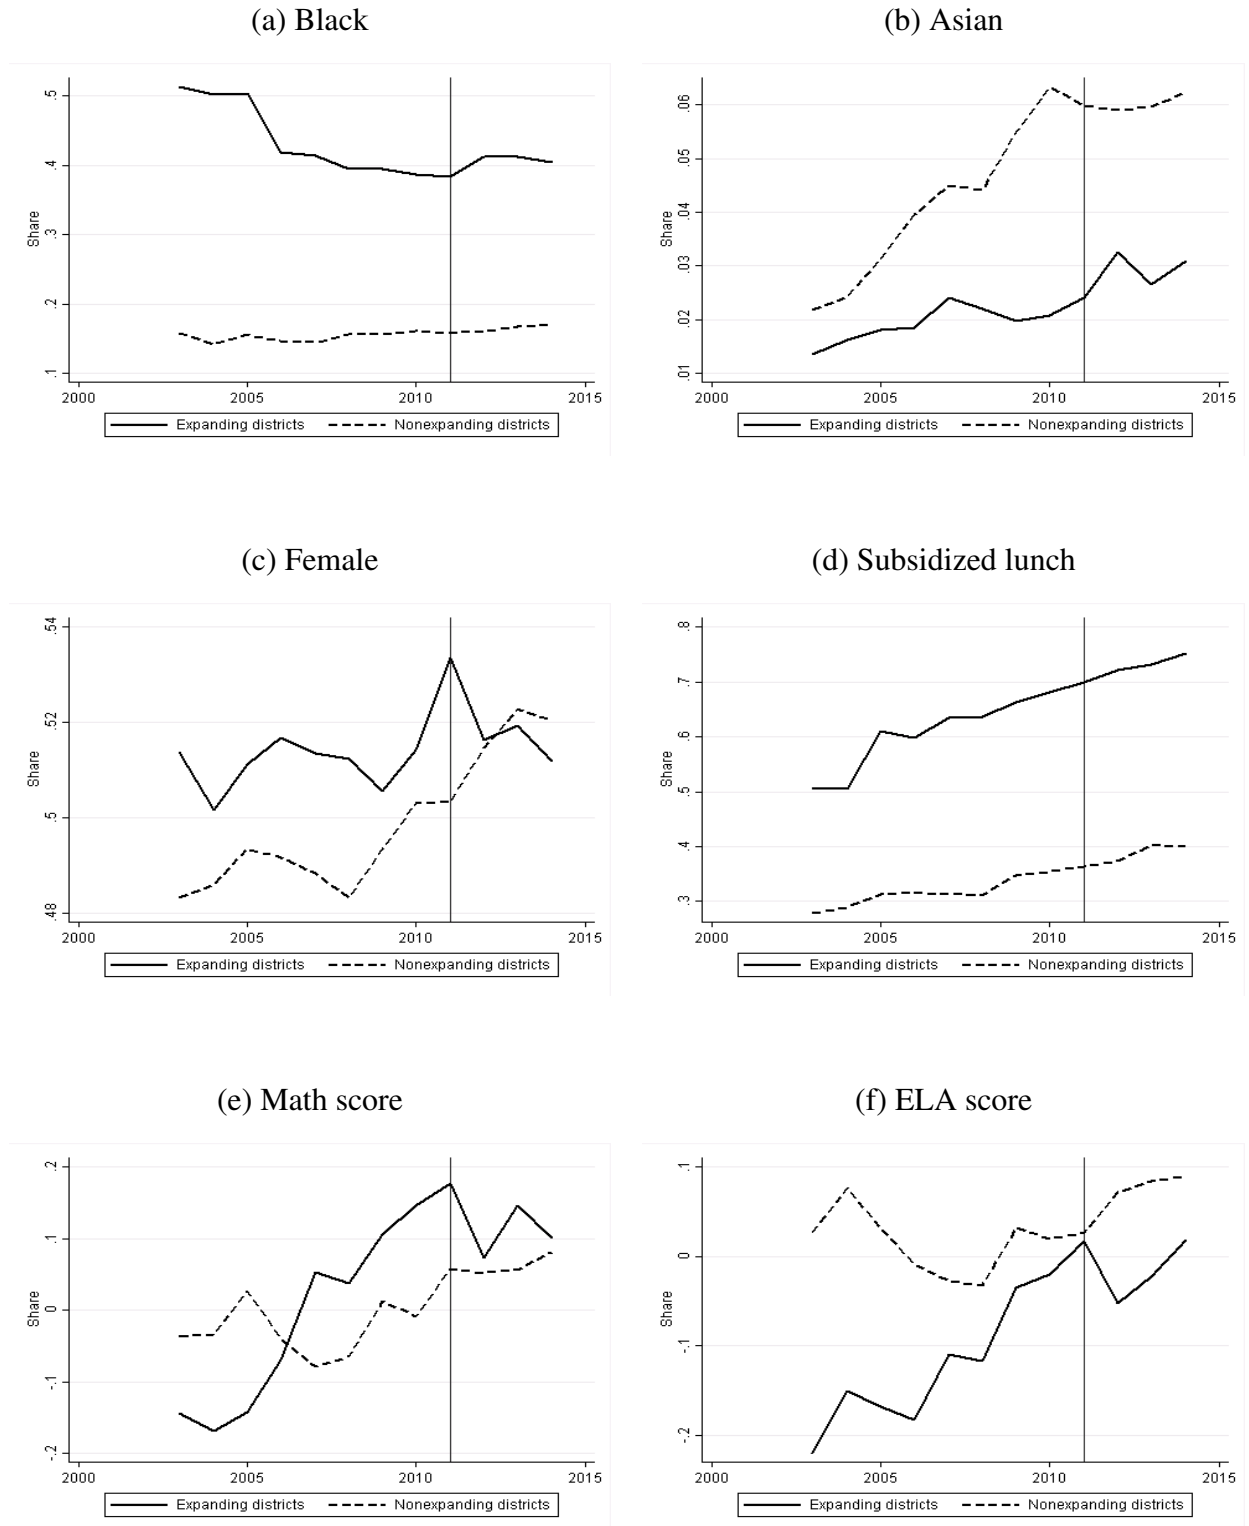 (a) Black
Share
.5
.4
.3
.2
.1
2000 2005 2010 2015
Expanding districts Nonexpanding districts
(b) Asian
Share
.06
.05
.04
.03
.02
.01
2000 2005 2010 2015
Expanding districts Nonexpanding districts
(c) Female
Share
.54
.52
.5
.48
2000 2005 2010 2015
Expanding districts Nonexpanding districts
(d) Subsidized lunch
Share
.8
.7
.6
.5
.4
.3
2000 2005 2010 2015
Expanding districts Nonexpanding districts
(e) Math score
Share
.2
.1
0
-.1
-.2
2000 2005 2010 2015
Expanding districts Nonexpanding districts
(f) ELA score
Share
.1
0
-.1
-.2
2000 2005 2010 2015
Expanding districts Nonexpanding districts